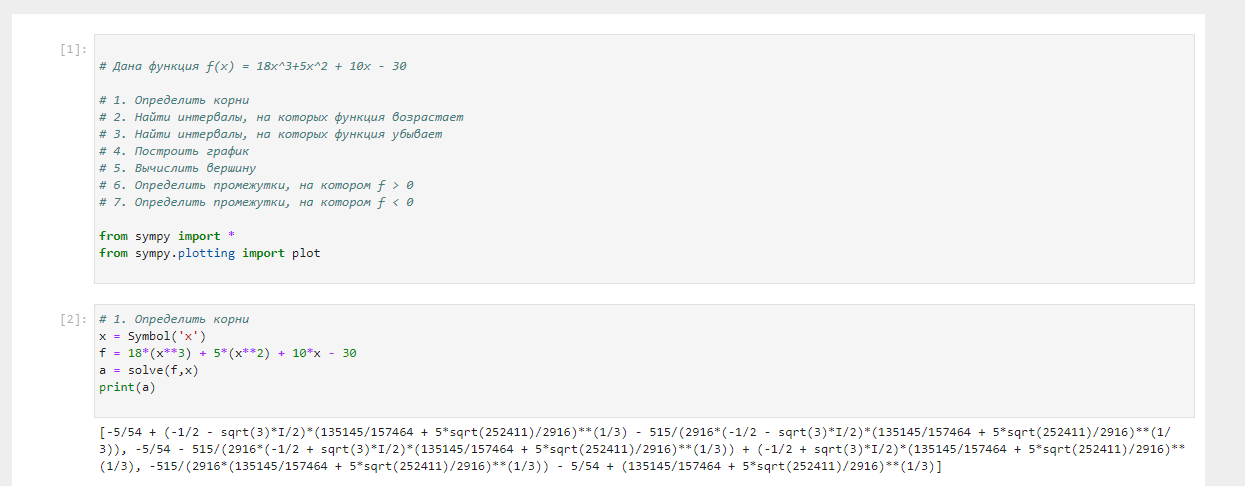 [1]:
# Дана функция f(x) = 18x^3+5x^2 + 10x - 30
# 1. Определить корни
# 2. Найти интервалы, на которых функция возрастает
# 3. Найти интервалы, на которых функция убывает
# 4. Построить график
# 5. Вычислить вершину
# 6. Определить промежутки, на котором f > 0
# 7. Определить промежутки, на котором f < 0
from sympy import *
from sympy.plotting import plot
[2]: # 1. Определить корни
x = Symbol('x')
f = 18*(x**3) + 5*(x**2) + 10*x - 30
a = solve(f,x)
print(a)
[-5/54 + (-1/2 - sqrt(3)*I/2)*(135145/157464 + 5*sqrt(252411)/2916)**(1/3) - 515/(2916*(-1/2 - sqrt(3)*I/2)*(135145/157464 + 5*sqrt(252411)/2916)**(1/
3)), -5/54 - 515/(2916*(-1/2 + sqrt(3)*I/2)*(135145/157464 + 5*sqrt(252411)/2916)**(1/3)) + (-1/2 + sqrt(3)*I/2)*(135145/157464 + 5*sqrt(252411)/2916)**
(1/3), -515/(2916*(135145/157464 + 5*sqrt(252411)/2916)**(1/3)) - 5/54 + (135145/157464 + 5*sqrt(252411)/2916)**(1/3)]